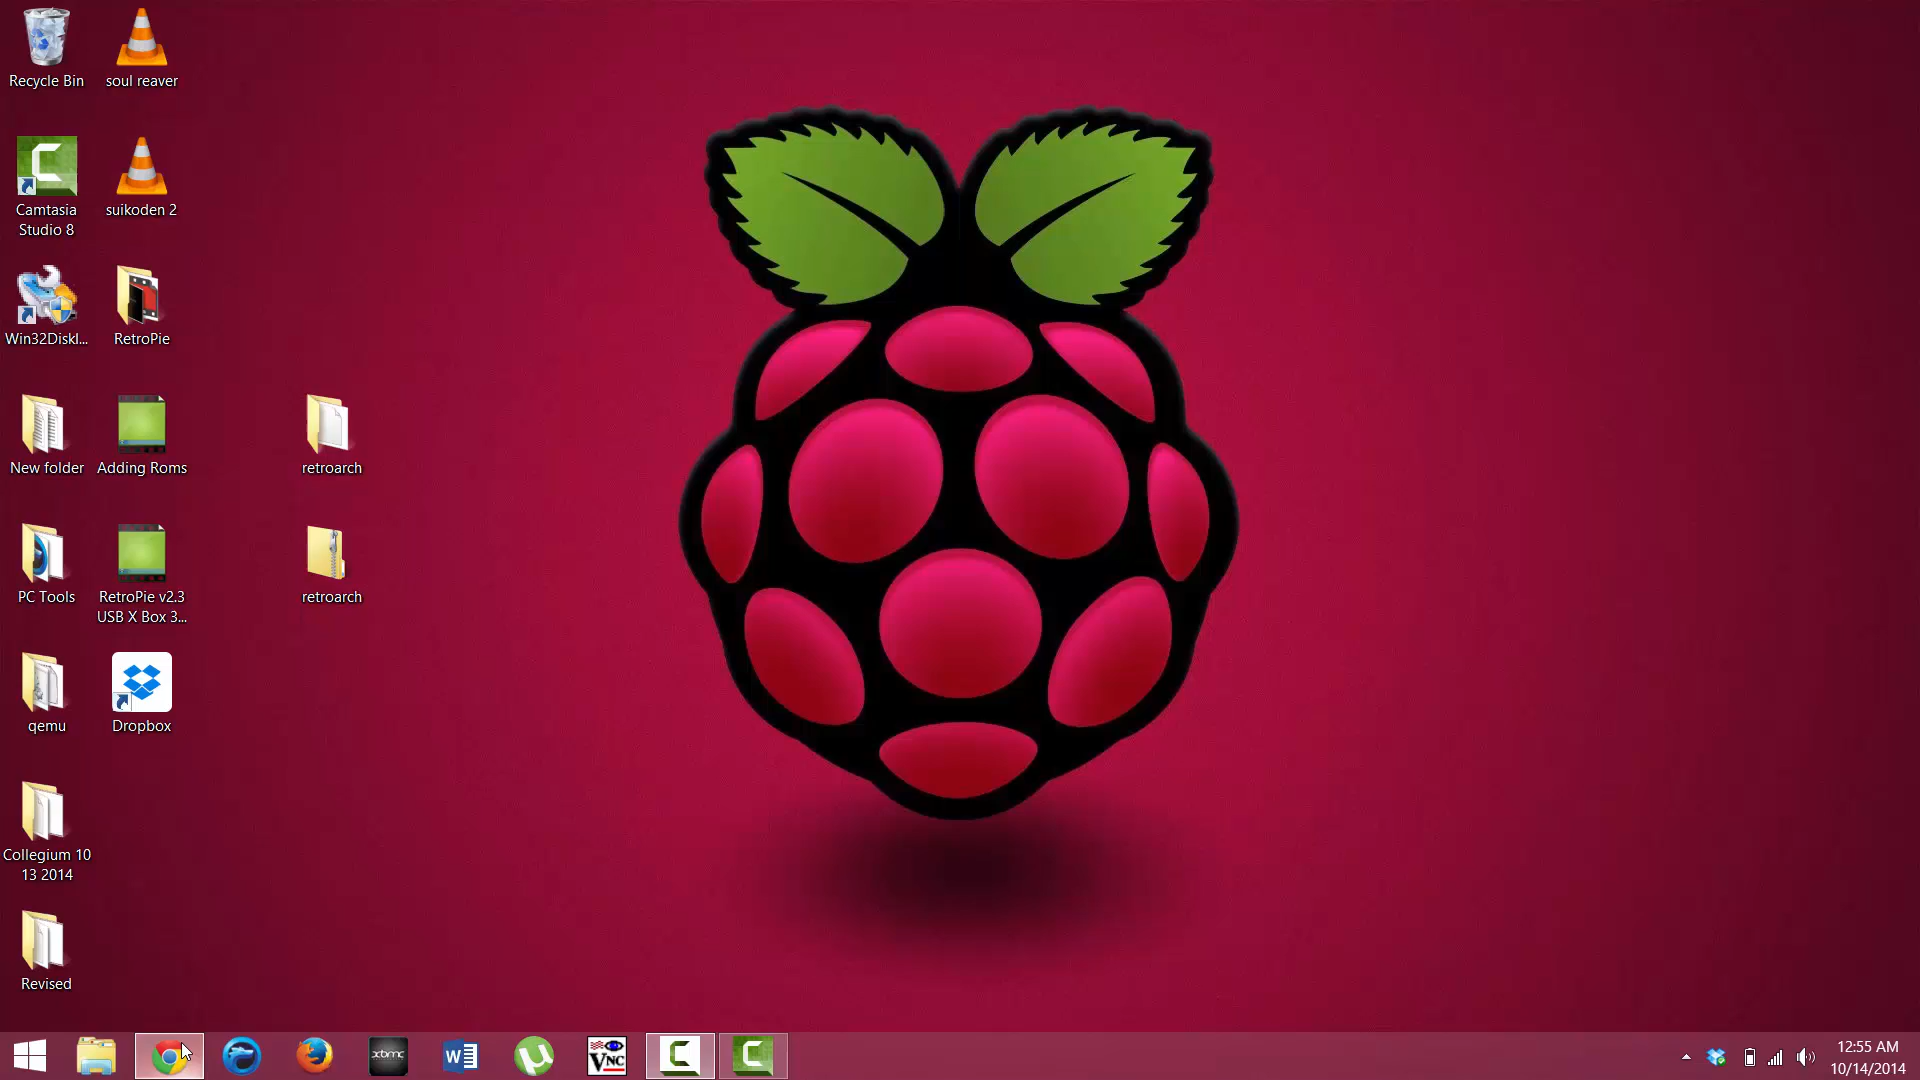 Recycle Bin
soul reaver
Camtasia
Studio 8
suikoden 2
Win32DiskI...
RetroPie
New folder
Adding Roms
retroarch
PC Tools
RetroPie v2.3
USB X Box 3...
retroarch
qemu
Dropbox
Collegium 10
13 2014
Revised
xbmc
W
VNC
12:55 AM
10/14/2014